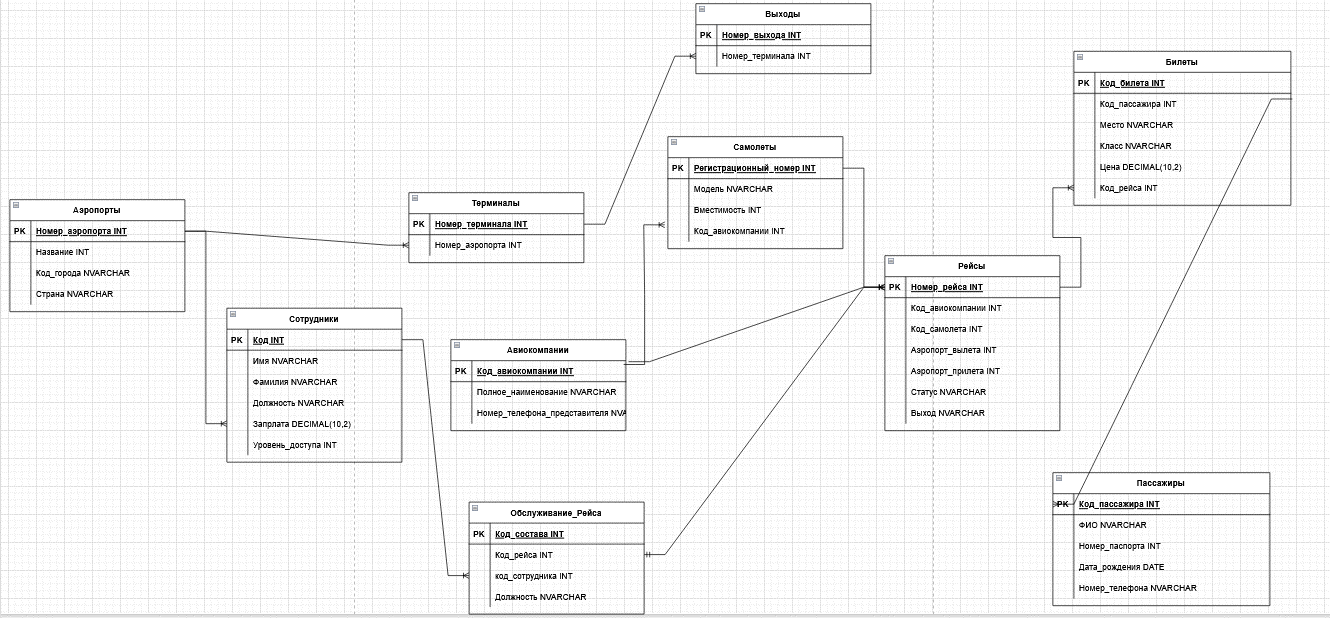 Выходы
PK Номер_выхода INT
Номер_терминала INT
Билеты
PK Код_билета INT
Код_пассажира INT
Место NVARCHAR
Класс NVARCHAR
Цена DECIMAL(10,2)
Код_рейса INT
Самолеты
PK Регистрационный_номер INT
Модель NVARCHAR
Вместимость INT
Код_авиокомпании INT
Аэропорты
PK Номер_аэропорта INT
Название INT
Код_города NVARCHAR
Страна NVARCHAR
Терминалы
PK Номер_терминала INT
Номер_аэропорта INT
Рейсы
PK Номер_рейса INT
Код_авиокомпании INT
Код_самолета INT
Аэропорт_вылета INT
Аэропорт_прилета INT
Статус NVARCHAR
Выход NVARCHAR
Сотрудники
PK Код INT
Имя NVARCHAR
Фамилия NVARCHAR
Должность NVARCHAR
Запрлата DECIMAL(10,2)
Уровень_доступа INT
Авиокомпании
PK Код_авиокомпании INT
Полное_наименование NVARCHAR
Номер_телефона_представителя NVA
Обслуживание_Рейса
PK Код_состава INT
Код_рейса INT
код_сотрудника INT
Должность NVARCHAR
Пассажиры
PK Код_пассажира INT
ФИО NVARCHAR
Номер_паспорта INT
Дата_рождения DATE
Номер_телефона NVARCHAR